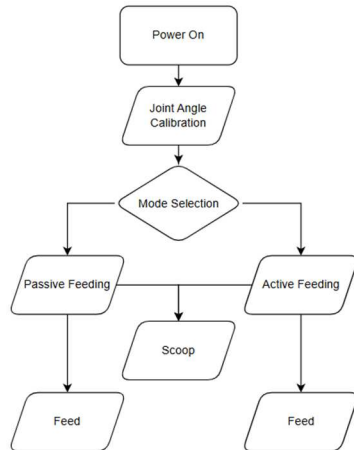 Power On
Joint Angle
Calibration
Mode Selection
Passive Feeding
Active Feeding
Scoop
Feed
Feed